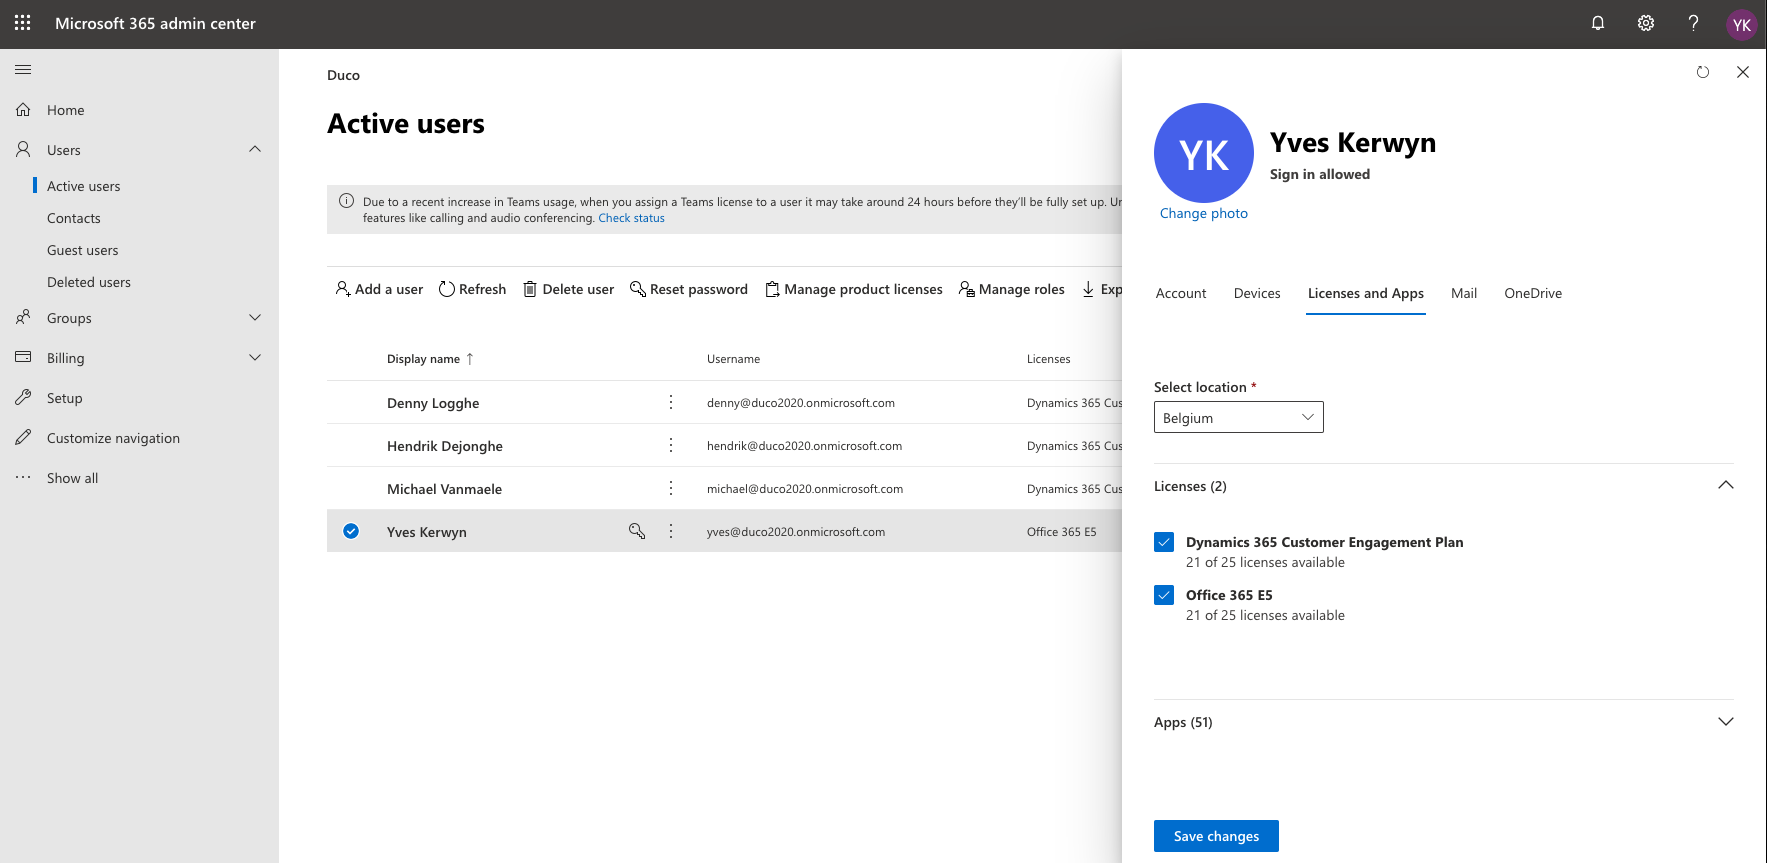 Microsoft 365 admin center
YK
Home
Users
Active users
Contacts
Guest users
Deleted users
Groups
Billing
Setup
Customize navigation
Show all
Duco
Active users
Due to a recent increase in Teams usage, when you assign a Teams license to a user it may take around 24 hours before they'll be fully set up. Un
features like calling and audio conferencing. Check status
Add a user Refresh Delete user Reset password Manage product licenses Manage roles Exp
Display name ↑ Username Licenses
Denny Logghe denny@duco2020.onmicrosoft.com Dynamics 365 Cus
Hendrik Dejonghe hendrik@duco2020.onmicrosoft.com Dynamics 365 Cus
Michael Vanmaele michael@duco2020.onmicrosoft.com Dynamics 365 Cus
Yves Kerwyn yves@duco2020.onmicrosoft.com Office 365 E5
YK
Yves Kerwyn
Sign in allowed
Change photo
Account Devices Licenses and Apps Mail OneDrive
Select location *
Belgium
Licenses (2)
Dynamics 365 Customer Engagement Plan
21 of 25 licenses available
Office 365 E5
21 of 25 licenses available
Apps (51)
Save changes